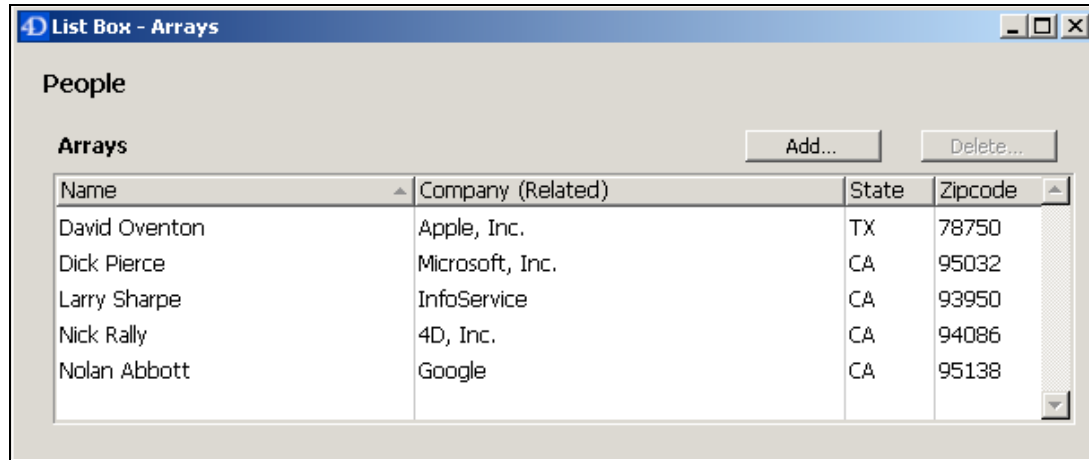 4D List Box - Arrays
People
Arrays Add... Delete...
Name Company (Related) State Zipcode
David Oventon Apple, Inc. TX 78750
Dick Pierce Microsoft, Inc. CA 95032
Larry Sharpe InfoService CA 93950
Nick Rally 4D, Inc. CA 94086
Nolan Abbott Google CA 95138